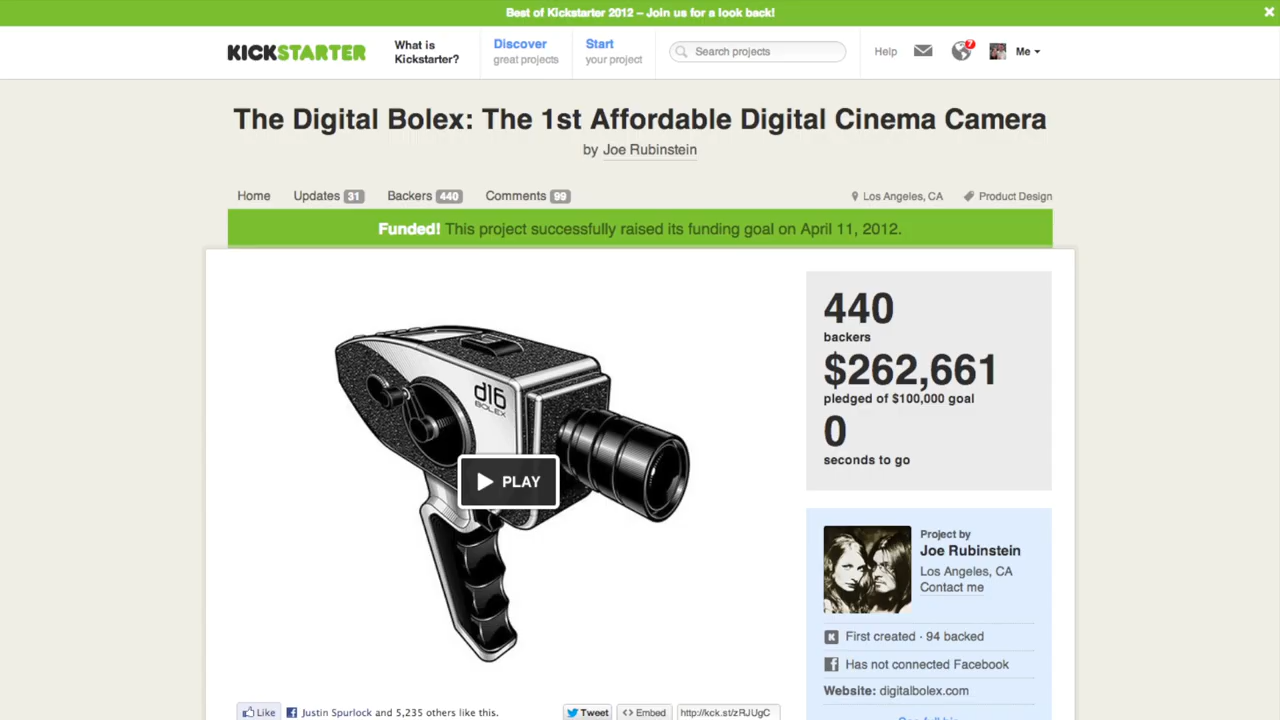 Best of Kickstarter 2012 – Join us for a look back!
KICKSTARTER
What is
Kickstarter?
Discover
great projects
Start
your project
Search projects
Help
7
Me
The Digital Bolex: The 1st Affordable Digital Cinema Camera
by Joe Rubinstein
Home Updates 31 Backers 440 Comments 99 Los Angeles, CA Product Design
Funded! This project successfully raised its funding goal on April 11, 2012.
d16
BOLEX
PLAY
440
backers
$262,661
pledged of $100,000 goal
0
seconds to go
Project by
Joe Rubinstein
Los Angeles, CA
Contact me
First created · 94 backed
Has not connected Facebook
Website: digitalbolex.com
Like Justin Spurlock and 5,235 others like this. Tweet <> Embed http://kck.st/zRJUgC